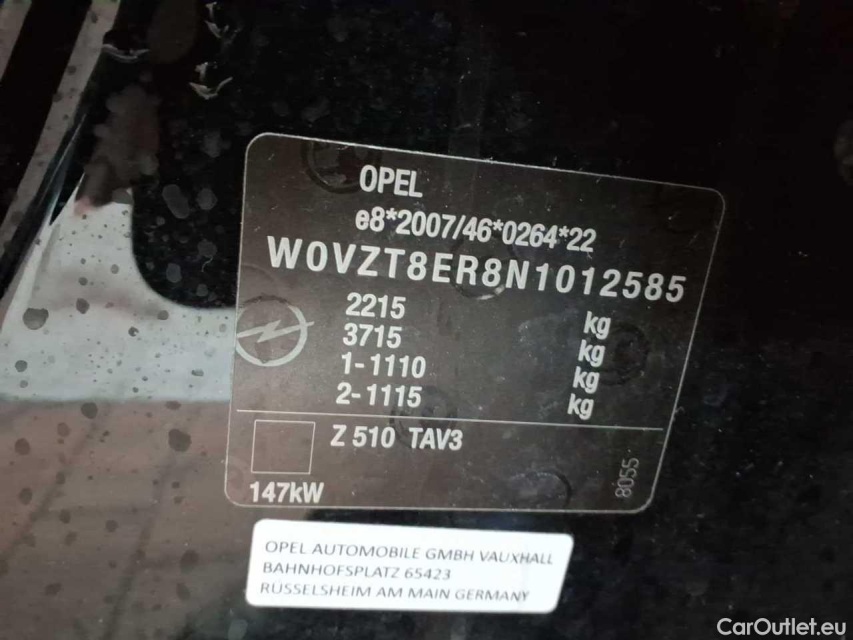 OPEL
e8*2007/46*0264*22
W0VZT8ER8N1012585
2215 kg
3715 kg
1-1110 kg
2-1115 kg
Z 510 TAV3
147kW
8055
OPEL AUTOMOBILE GMBH VAUXHALL
BAHNHOFSPLATZ 65423
RÜSSELSHEIM AM MAIN GERMANY
CarOutlet.eu